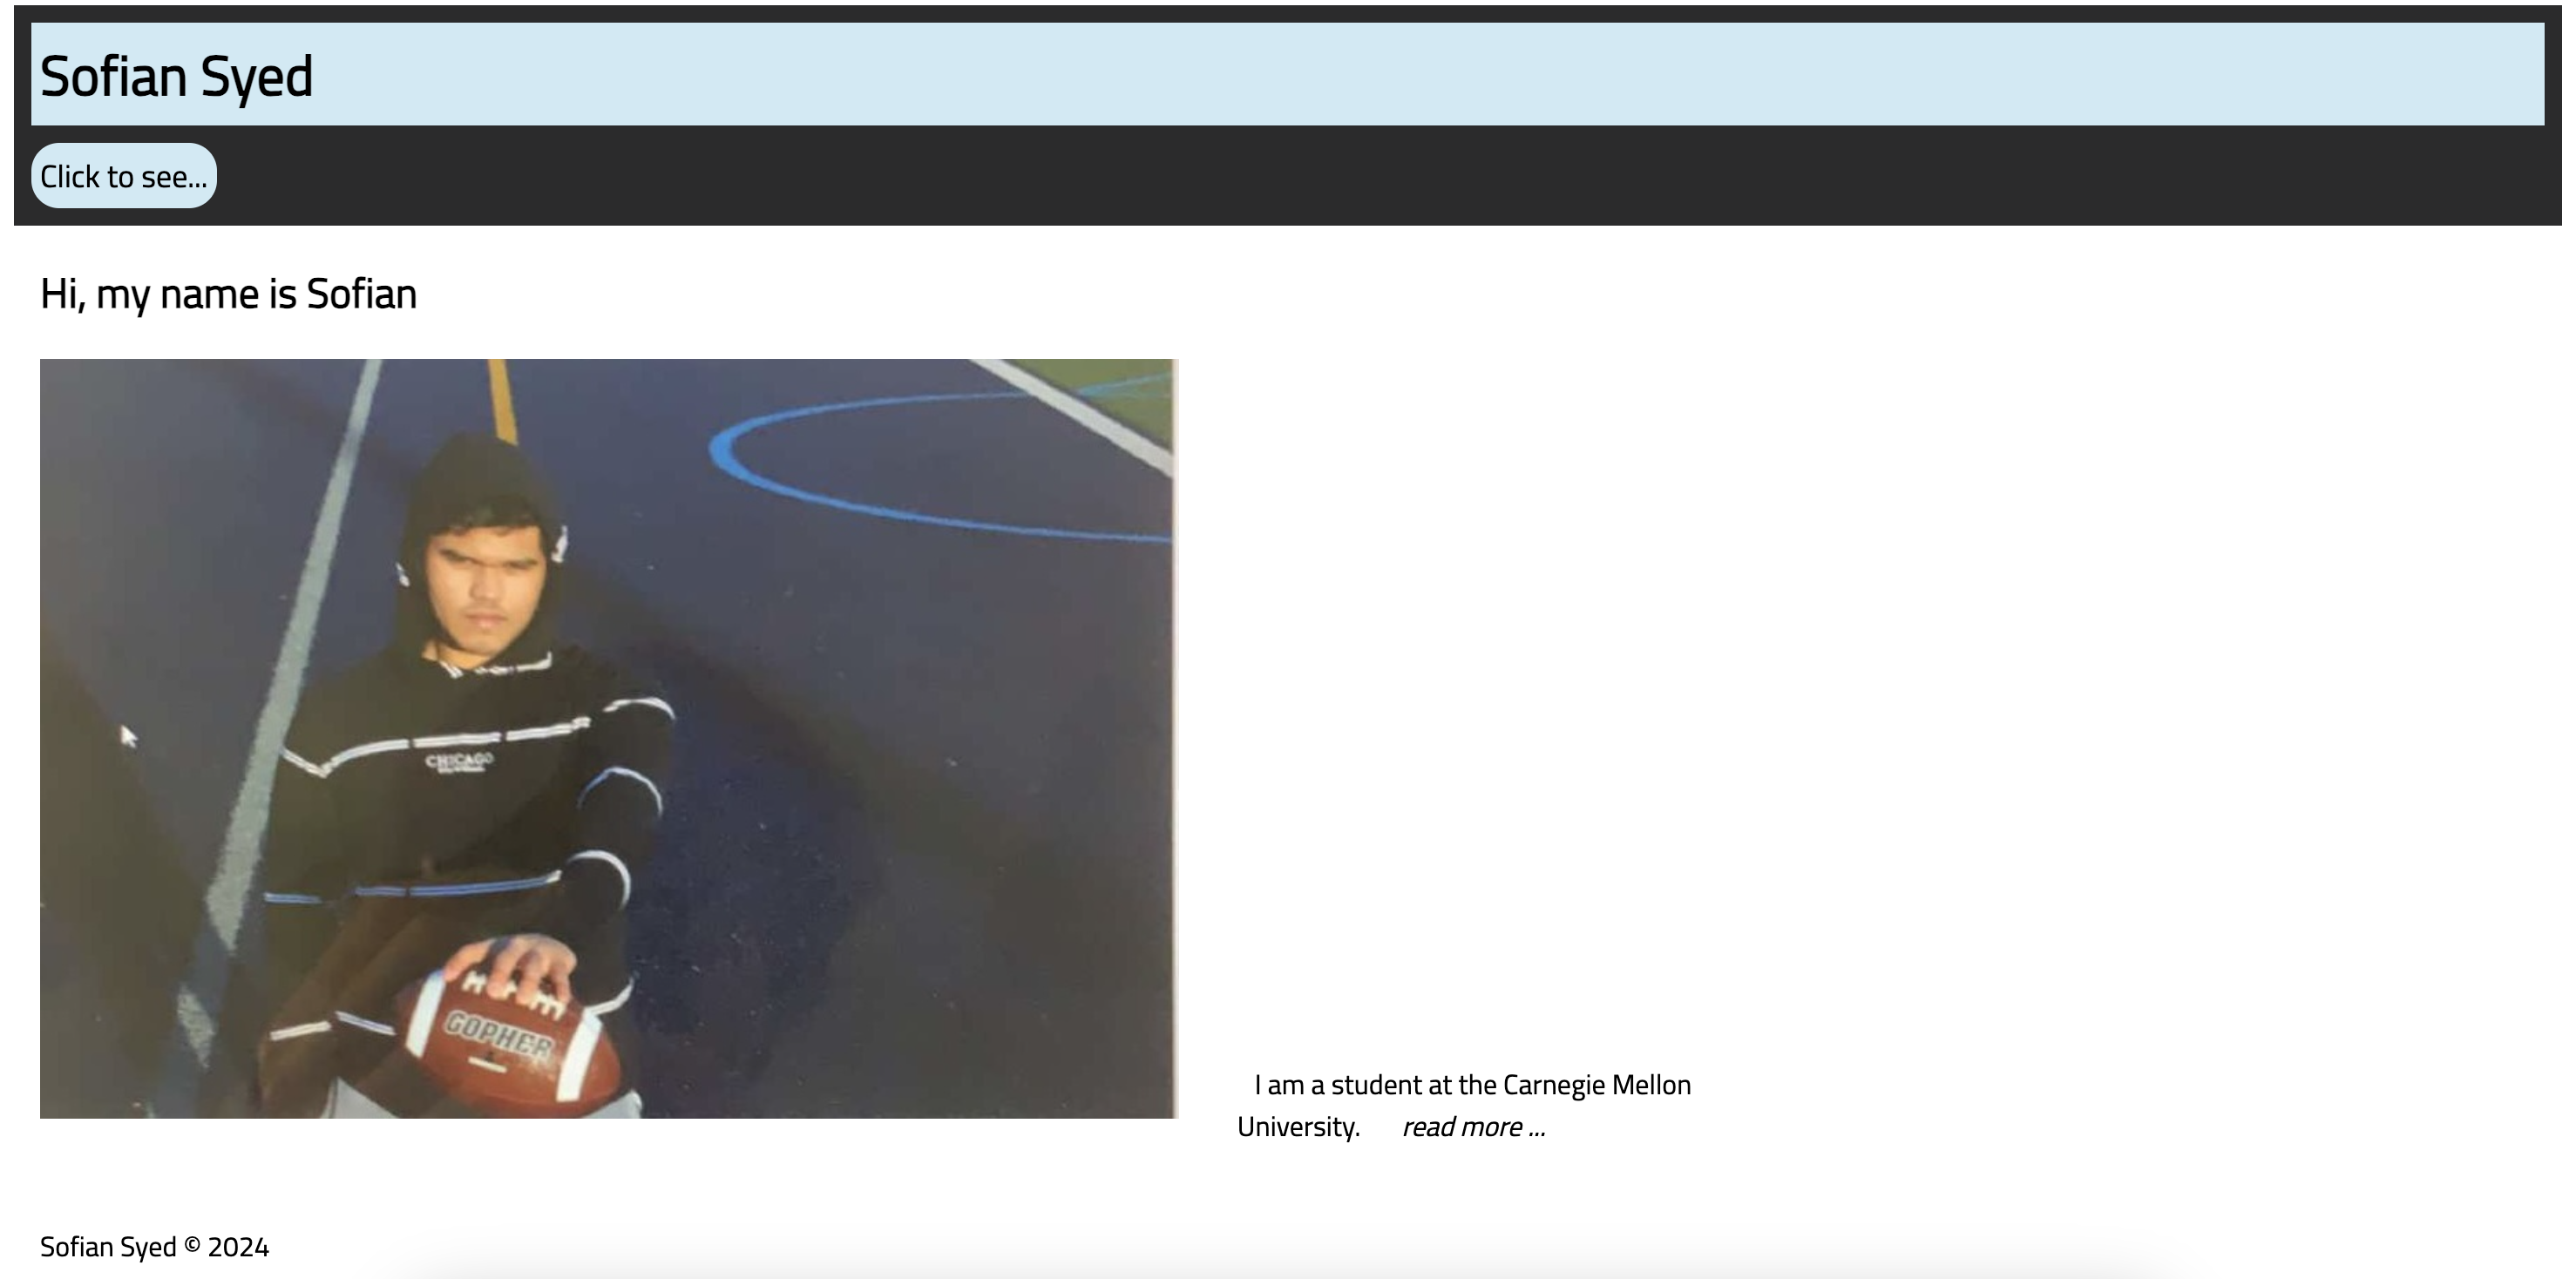 Sofian Syed
Click to see...
Hi, my name is Sofian
CHICAGO
GOPHER
I am a student at the Carnegie Mellon
University. read more ...
Sofian Syed © 2024